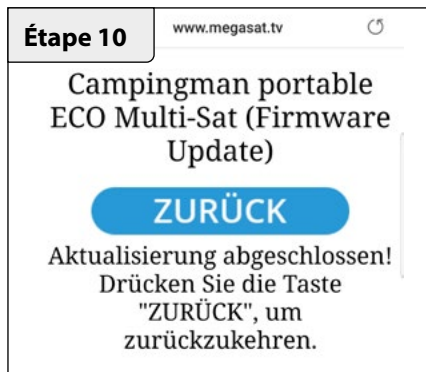 Étape 10
www.megasat.tv
Campingman portable
ECO Multi-Sat (Firmware
Update)
ZURÜCK
Aktualisierung abgeschlossen!
Drücken Sie die Taste
"ZURÜCK", um
zurückzukehren.